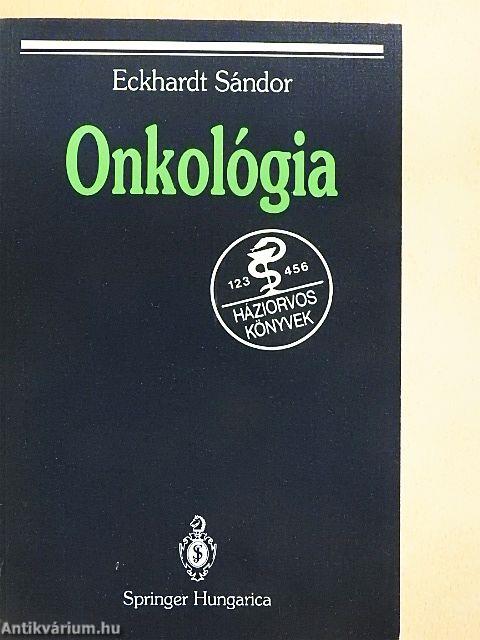 Eckhardt Sándor
Onkológia
123 456
HÁZIORVOS
KÖNYVEK
S
Springer Hungarica
Antikvárium.hu